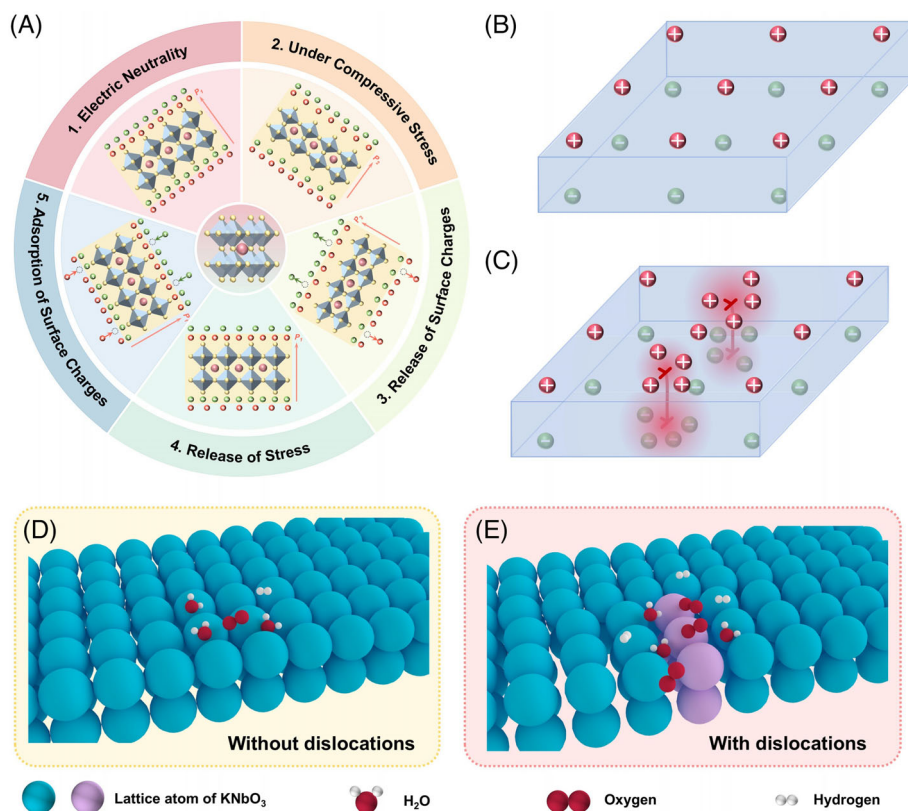 (A)
1. Electric Neutrality
2. Under Compressive Stress
3. Release of Surface Charges
4. Release of Stress
5. Adsorption of Surface Charges
(B)
(C)
(D)
Without dislocations
(E)
With dislocations
Lattice atom of KNbO₃
H₂O
Oxygen
Hydrogen